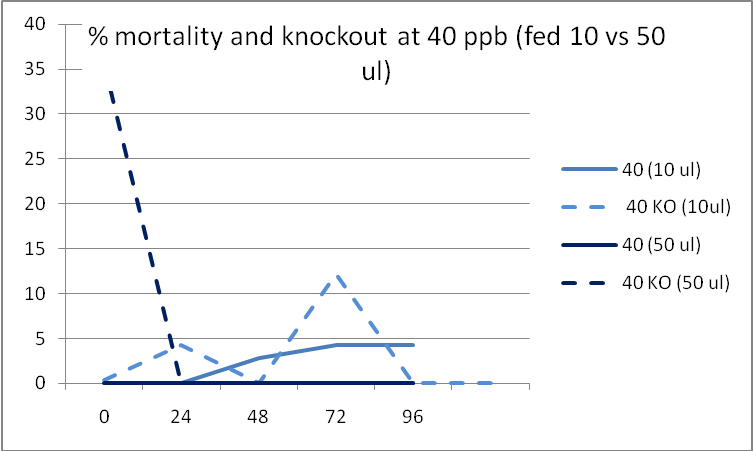 % mortality and knockout at 40 ppb (fed 10 vs 50
ul)
40
35
30
25
20
15
10
5
0
0 24 48 72 96
40 (10 ul)
40 KO (10ul)
40 (50 ul)
40 KO (50 ul)